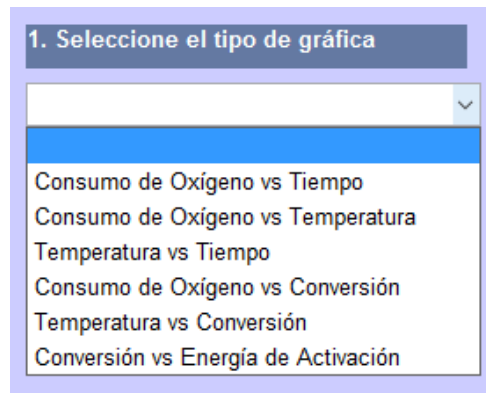 1. Seleccione el tipo de gráfica
Consumo de Oxígeno vs Tiempo
Consumo de Oxígeno vs Temperatura
Temperatura vs Tiempo
Consumo de Oxígeno vs Conversión
Temperatura vs Conversión
Conversión vs Energía de Activación